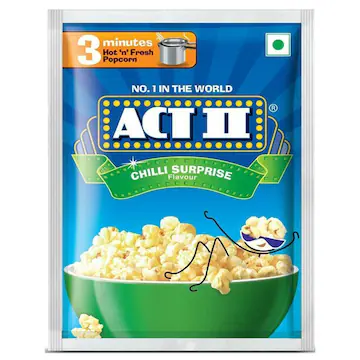 3 minutes
Hot 'n' Fresh
Popcorn
NO. 1 IN THE WORLD
ACT II®
CHILLI SURPRISE
Flavour